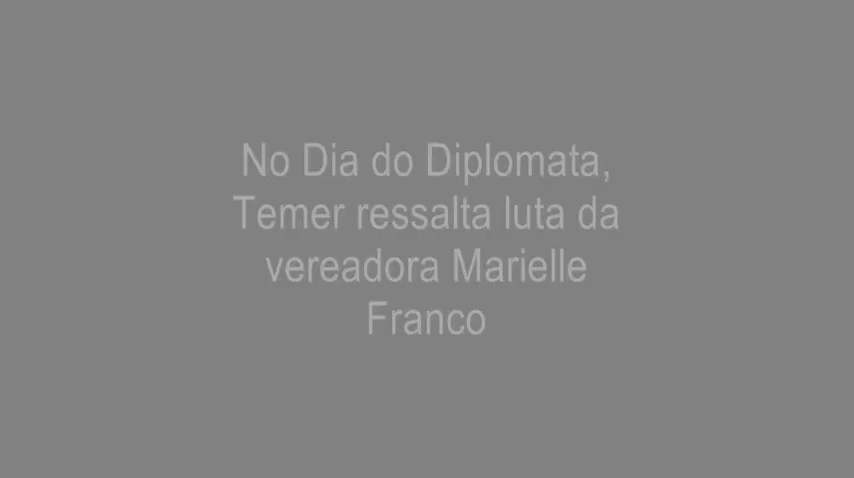 No Dia do Diplomata,
Temer ressalta luta da
vereadora Marielle
Franco